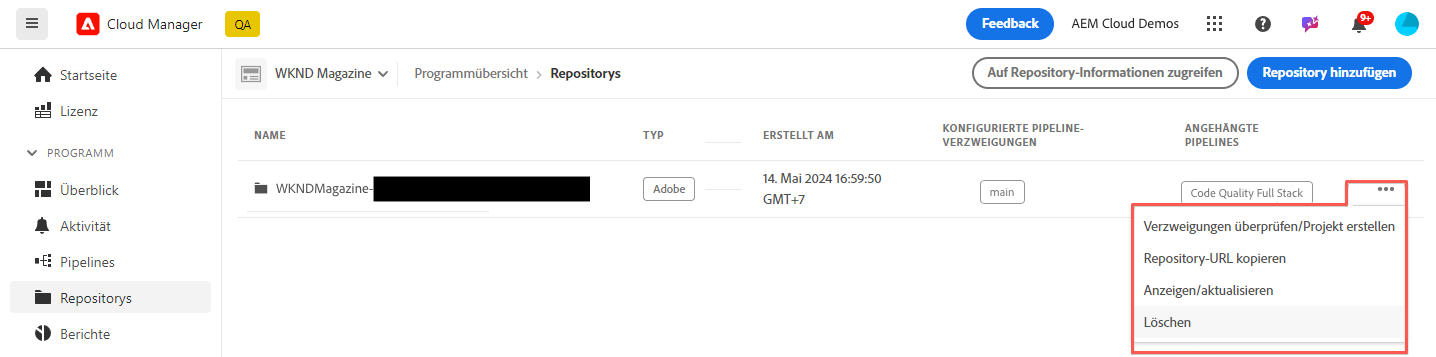 Cloud Manager
QA
Feedback
AEM Cloud Demos
9+
Startseite
Lizenz
PROGRAMM
Überblick
Aktivität
Pipelines
Repositorys
Berichte
WKND Magazine
Programmübersicht > Repositorys
Auf Repository-Informationen zugreifen
Repository hinzufügen
NAME
TYP
ERSTELLT AM
KONFIGURIERTE PIPELINE-
VERZWEIGUNGEN
ANGEHÄNGTE
PIPELINES
WKNDMagazine-
Adobe
14. Mai 2024 16:59:50
GMT+7
main
Code Quality Full Stack
Verzweigungen überprüfen/Projekt erstellen
Repository-URL kopieren
Anzeigen/aktualisieren
Löschen